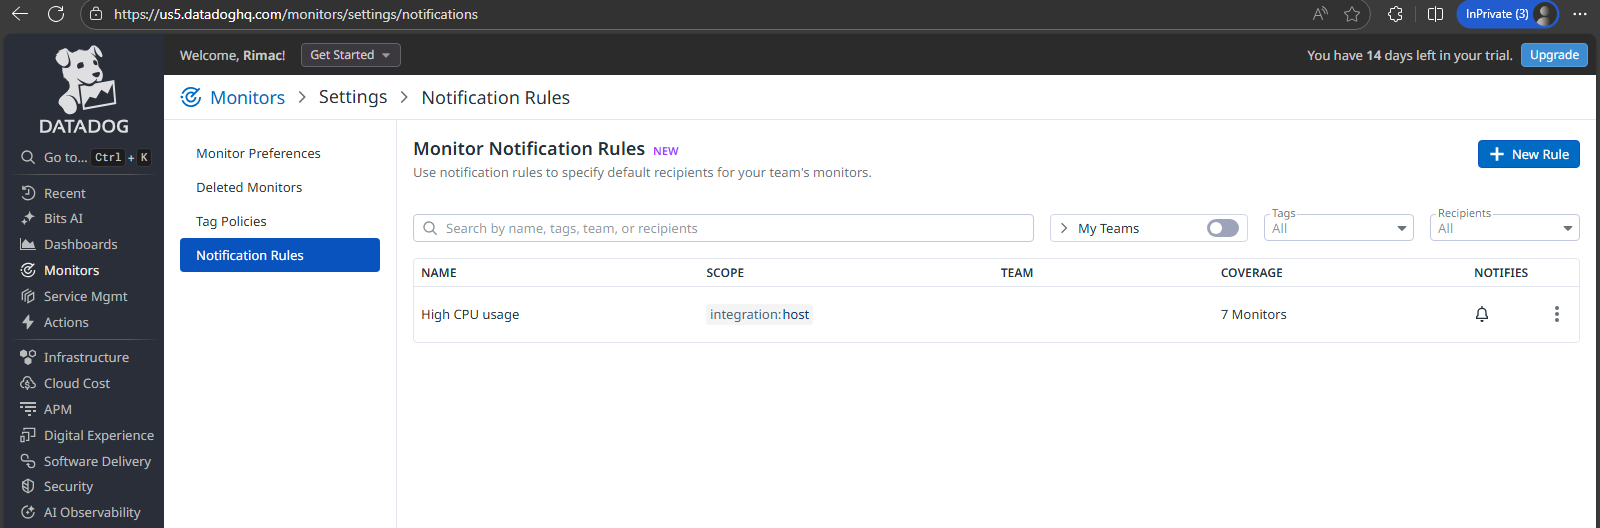 https://us5.datadoghq.com/monitors/settings/notifications
InPrivate (3)
DATADOG
Go to... Ctrl + K
Recent
Bits AI
Dashboards
Monitors
Service Mgmt
Actions
Infrastructure
Cloud Cost
APM
Digital Experience
Software Delivery
Security
AI Observability
Welcome, Rimac!
Get Started
You have 14 days left in your trial.
Upgrade
Monitors > Settings > Notification Rules
Monitor Preferences
Deleted Monitors
Tag Policies
Notification Rules
Monitor Notification Rules NEW
Use notification rules to specify default recipients for your team's monitors.
+ New Rule
Search by name, tags, team, or recipients
My Teams
Tags
All
Recipients
All
NAME SCOPE TEAM COVERAGE NOTIFIES
High CPU usage integration:host 7 Monitors